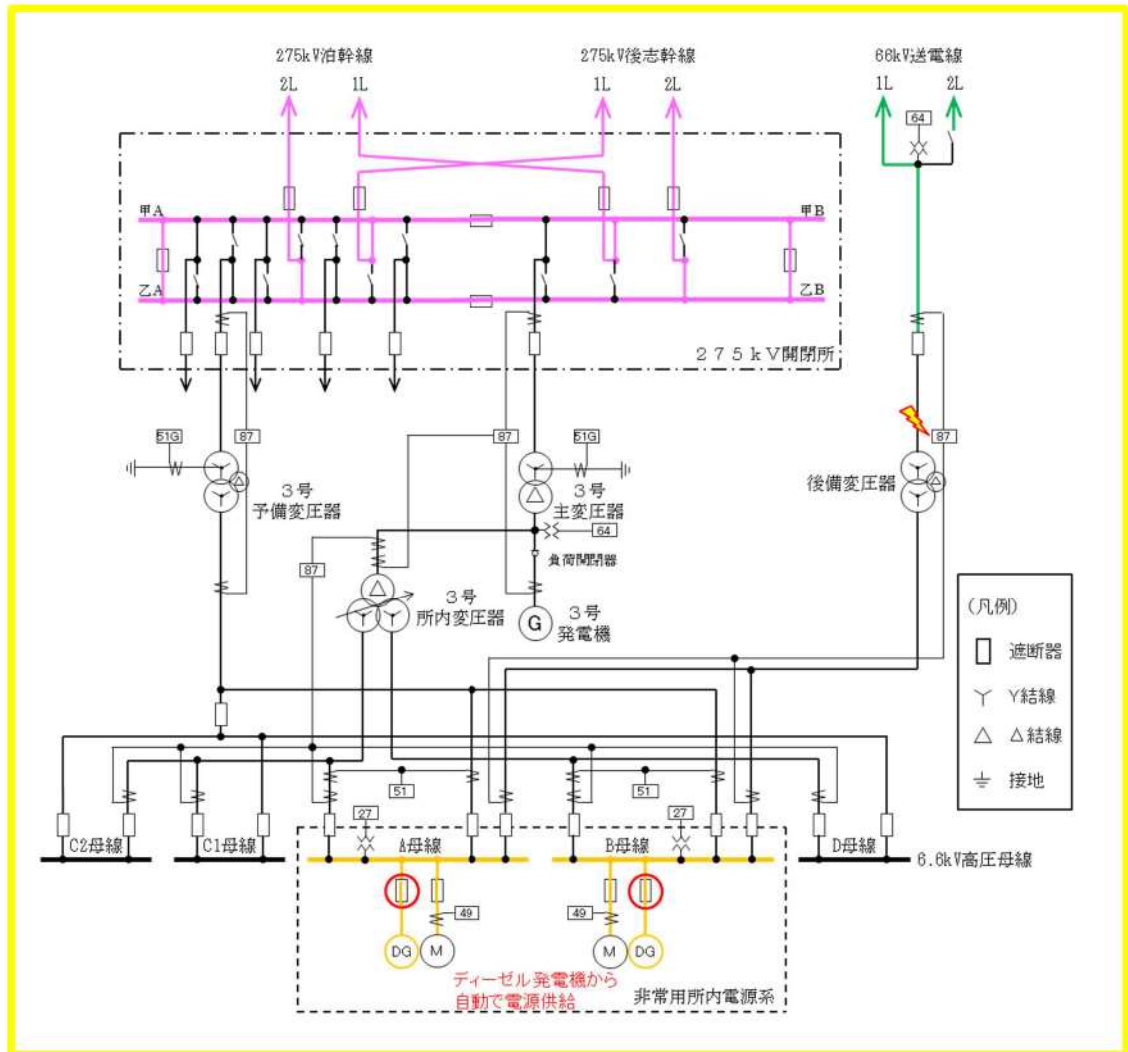 275kV泊幹線
275kV後志幹線
66kV送電線
2L
1L
1L
2L
1L
2L
64
甲A
甲B
乙A
乙B
275kV開閉所
51G
87
87
51G
87
3号
予備変圧器
3号
主変圧器
後備変圧器
64
負荷開閉器
87
3号
所内変圧器
G
3号
発電機
(凡例)
遮断器
Y結線
△結線
接地
51
51
27
27
C2母線
C1母線
A母線
B母線
D母線
6.6kV高圧母線
49
49
DG
M
M
DG
ディーゼル発電機から
自動で電源供給
非常用所内電源系